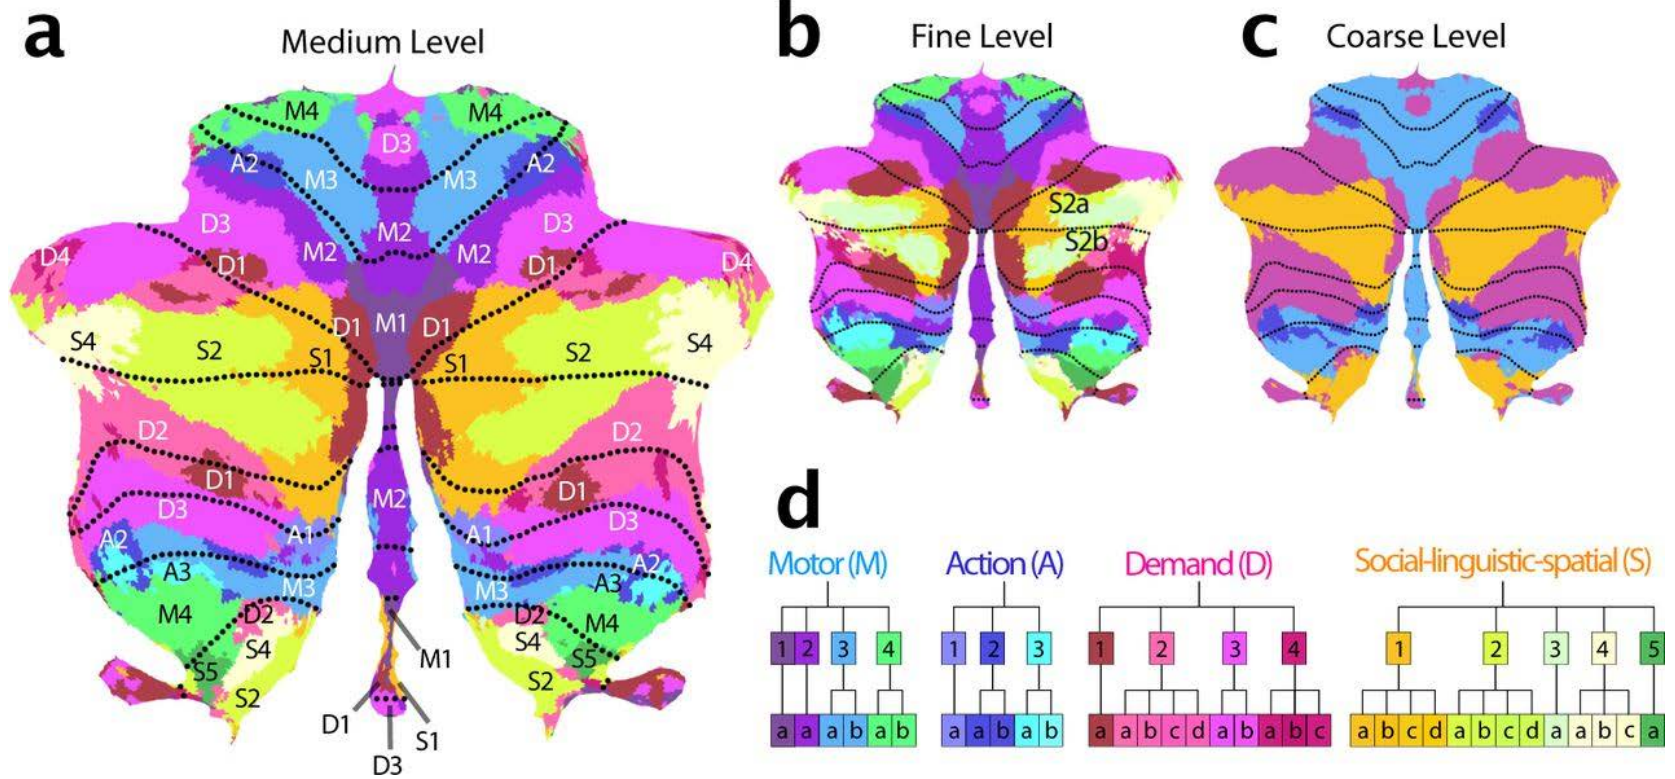 a
Medium Level
M4
M4
D3
A2
M3
M3
A2
D3
M2
M2
M2
D3
D4
D1
D1
D4
D1
M1
D1
S4
S2
S1
S1
S2
S4
D2
D2
D1
D1
M2
D3
D3
A2
A1
A1
A2
A3
M3
M3
A3
M4
D2
D2
M4
S4
S4
S5
S5
M1
S2
S2
D1
S1
D3
b
Fine Level
S2a
S2b
c
Coarse Level
d
Motor (M) Action (A) Demand (D) Social-linguistic-spatial (S)
1 2 3 4 1 2 3 1 2 3 4 1 2 3 4 5
a a a b a b a a b a b a a b c d a b a b c a b c d a b c d a a b c a